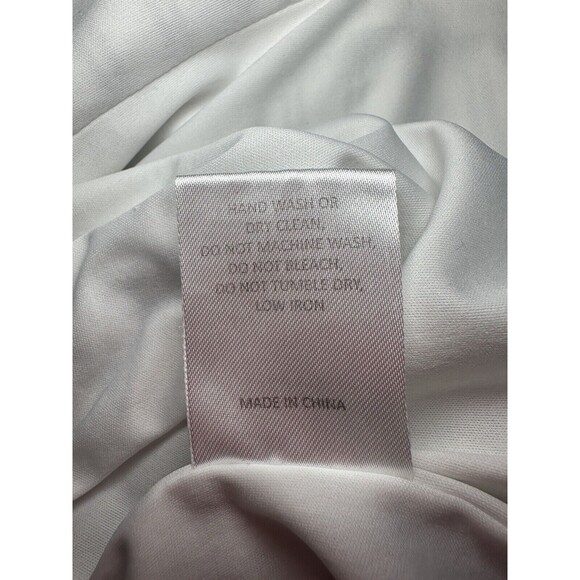 HAND WASH OR
DRY CLEAN,
DO NOT MACHINE WASH,
DO NOT BLEACH,
DO NOT TUMBLE DRY,
LOW IRON
MADE IN CHINA